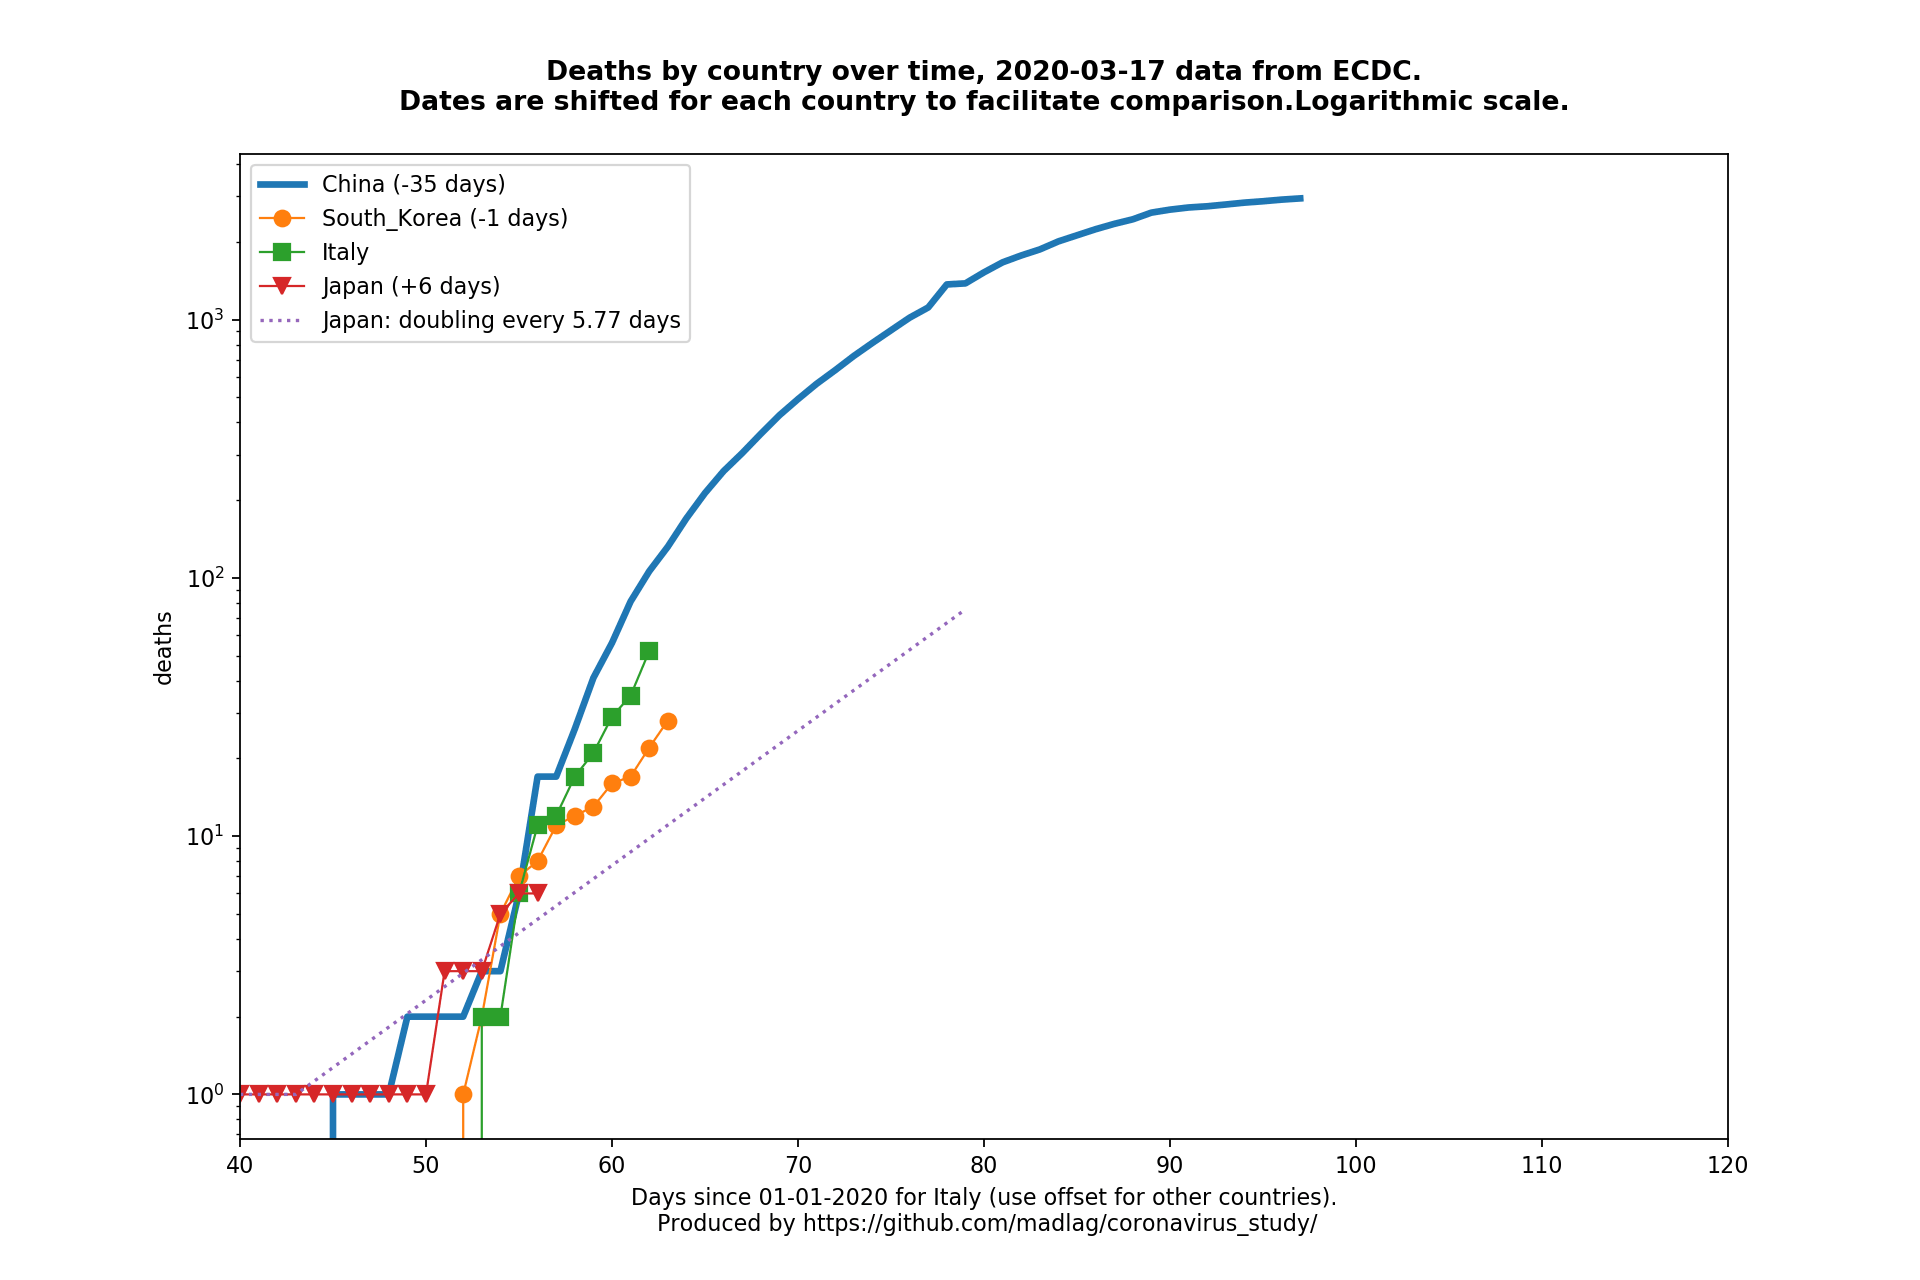 Deaths by country over time, 2020-03-17 data from ECDC.
Dates are shifted for each country to facilitate comparison.Logarithmic scale.
China (-35 days)
South_Korea (-1 days)
Italy
Japan (+6 days)
Japan: doubling every 5.77 days
10³
10²
10¹
10⁰
deaths
40 50 60 70 80 90 100 110 120
Days since 01-01-2020 for Italy (use offset for other countries).
Produced by https://github.com/madlag/coronavirus_study/